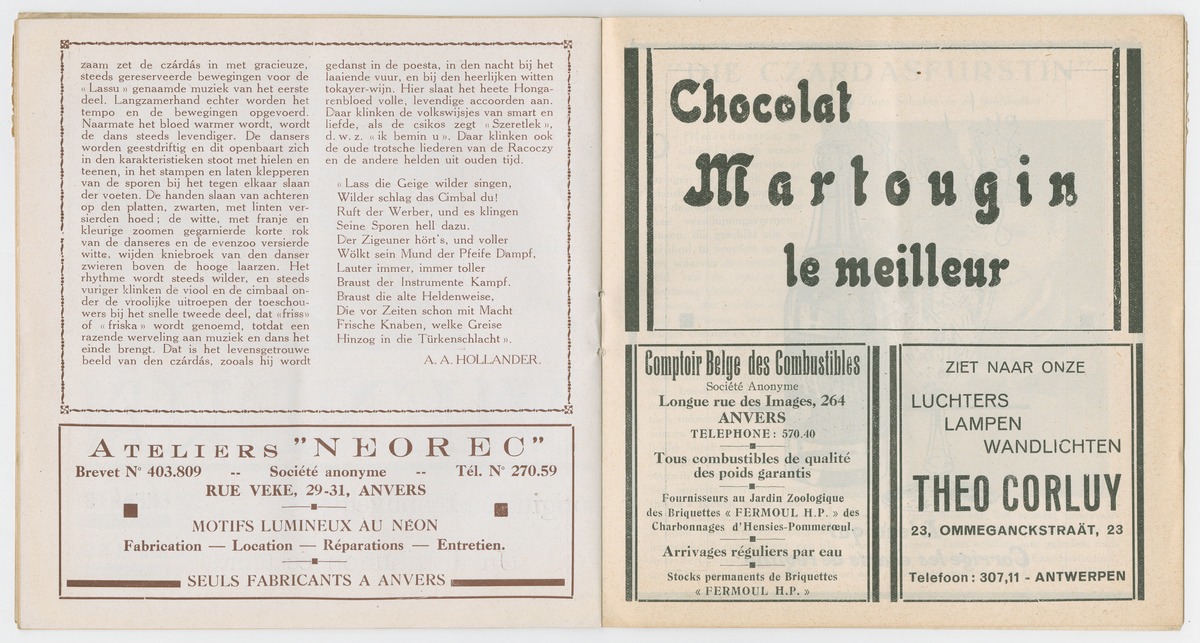 zaam zet de czárdás in met gracieuze,
steeds gereserveerde bewegingen voor de
« Lassu » genaamde muziek van het eerste
deel. Langzamerhand echter worden het
tempo en de bewegingen opgevoerd.
Naarmate het bloed warmer wordt, wordt
de dans steeds levendiger. De dansers
worden geestdriftig en dit openbaart zich
in den karakteristieken stoot met hielen en
teenen, in het stampen en laten klepperen
van de sporen bij het tegen elkaar slaan
der voeten. De handen slaan van achteren
op den platten, zwarten, met linten ver-
sierden hoed; de witte, met franje en
kleurige zoomen gegarnierde korte rok
van de danseres en de evenzoo versierde
witte, wijden kniebroek van den danser
zwieren boven de hooge laarzen. Het
rhythme wordt steeds wilder, en steeds
vuriger klinken de viool en de cimbaal on-
der de vroolijke uitroepen der toeschou-
wers bij het snelle tweede deel, dat «friss»
of «friska» wordt genoemd, totdat een
razende werveling aan muziek en dans het
einde brengt. Dat is het levensgetrouwe
beeld van den czárdás, zooals hij wordt
gedanst in de poesta, in den nacht bij het
laaiende vuur, en bij den heerlijken witten
tokayer-wijn. Hier slaat het heete Honga-
renbloed volle, levendige accoorden aan.
Daar klinken de volkswijsjes van smart en
liefde, als de csikos zegt «Szeretlek»,
d. w. z. «ik bemin u». Daar klinken ook
de oude trotsche liederen van de Racoczy
en de andere helden uit ouden tijd.
« Lass die Geige wilder singen,
Wilder schlag das Cimbal du!
Ruft der Werber, und es klingen
Seine Sporen hell dazu.
Der Zigeuner hört's, und voller
Wölkt sein Mund der Pfeife Dampf,
Lauter immer, immer toller
Braust der Instrumente Kampf.
Braust die alte Heldenweise,
Die vor Zeiten schon mit Macht
Frische Knaben, welke Greise
Hinzog in die Türkenschlacht ».
A. A. HOLLANDER.
ATELIERS "NEOREC"
Brevet N° 403.809 -- Société anonyme -- Tél. N° 270.59
RUE VEKE, 29-31, ANVERS
MOTIFS LUMINEUX AU NÉON
Fabrication — Location — Réparations — Entretien.
SEULS FABRICANTS A ANVERS
Chocolat
Martougin
le meilleur
Comptoir Belge des Combustibles
Société Anonyme
Longue rue des Images, 264
ANVERS
TELEPHONE: 570.40
Tous combustibles de qualité
des poids garantis
Fournisseurs au Jardin Zoologique
des Briquettes « FERMOUL H.P. » des
Charbonnages d'Hensies-Pommerœul.
Arrivages réguliers par eau
Stocks permanents de Briquettes
« FERMOUL H.P. »
ZIET NAAR ONZE
LUCHTERS
LAMPEN
WANDLICHTEN
THEO CORLUY
23, OMMEGANCKSTRAÄT, 23
Telefoon: 307,11 - ANTWERPEN